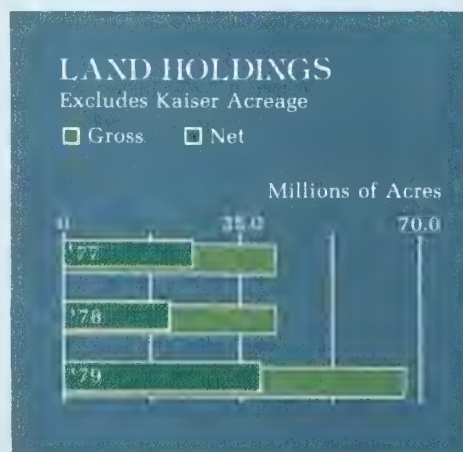 LAND HOLDINGS
Excludes Kaiser Acreage
Gross Net
Millions of Acres
0 35.0 70.0
'77
'78
'79